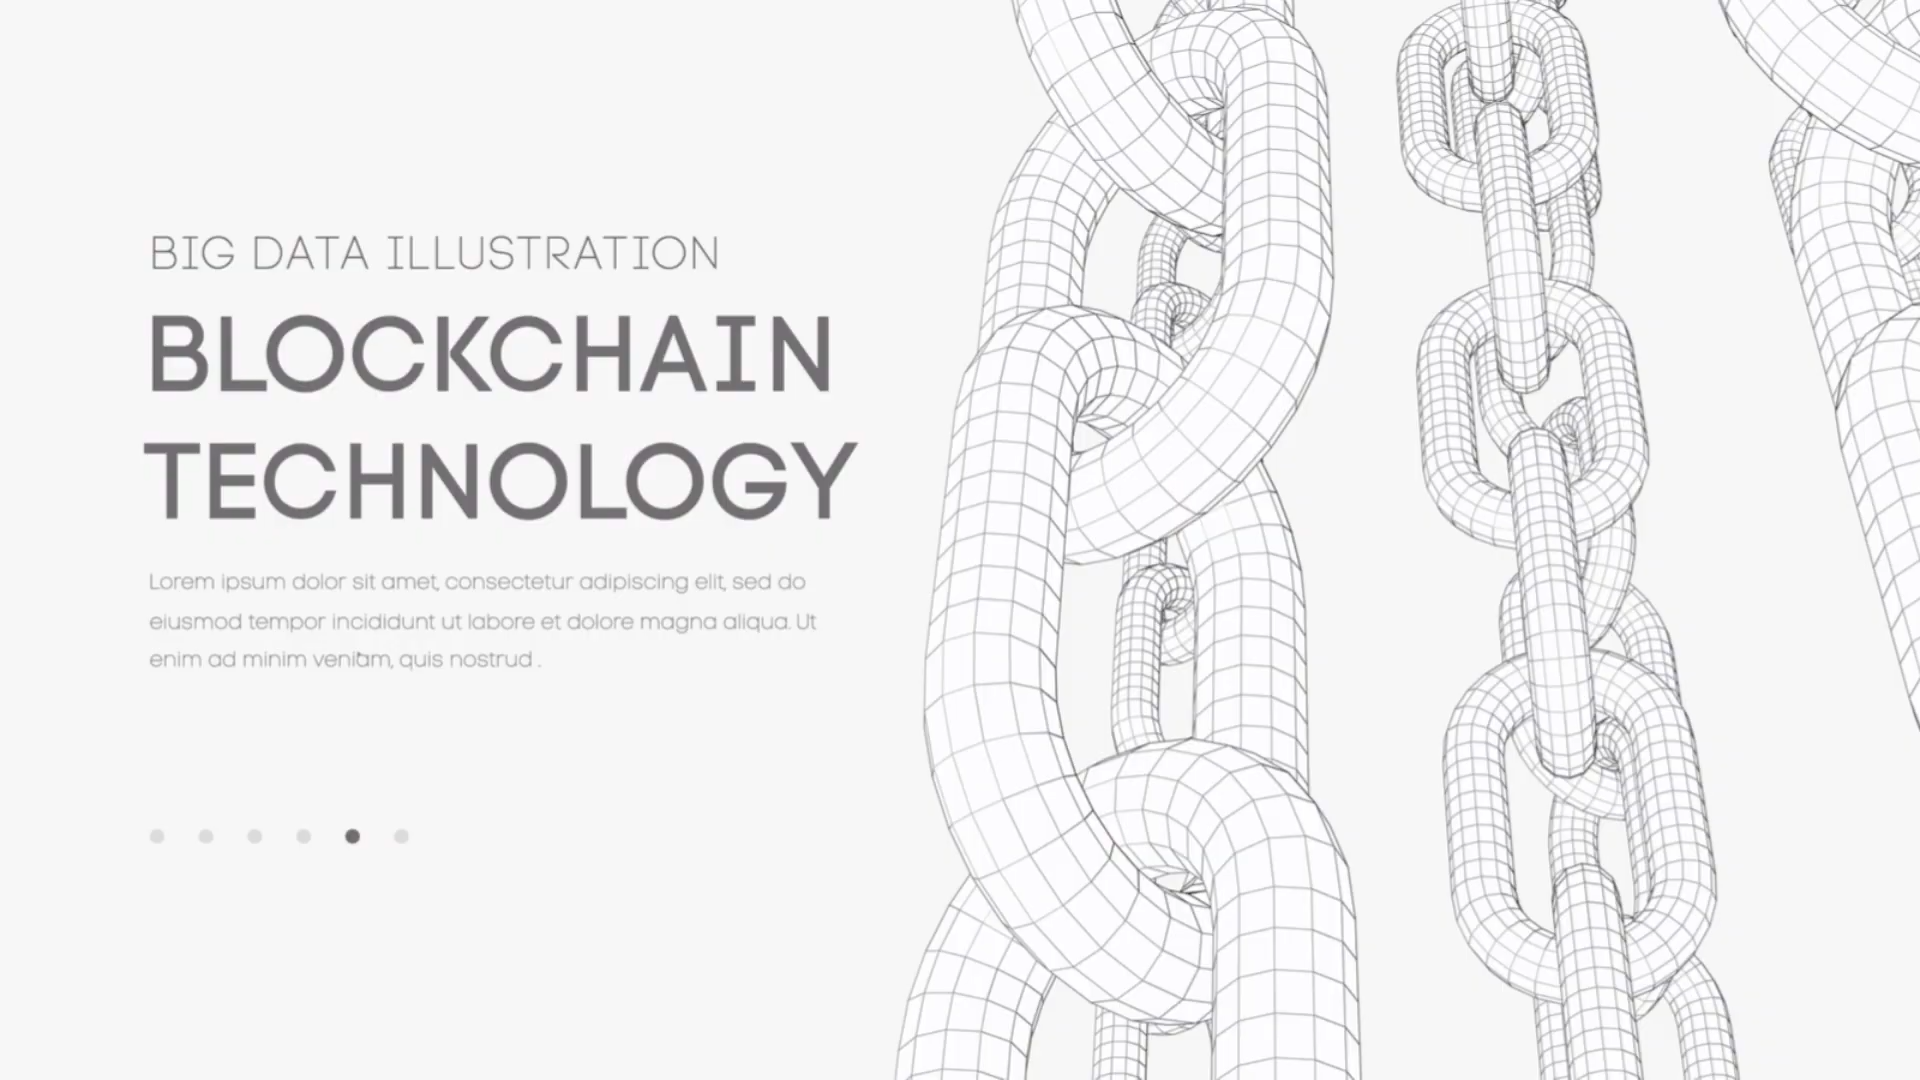 BIG DATA ILLUSTRATION
BLOCKCHAIN
TECHNOLOGY
Lorem ipsum dolor sit amet, consectetur adipiscing elit, sed do
eiusmod tempor incididunt ut labore et dolore magna aliqua. Ut
enim ad minim veniam, quis nostrud .